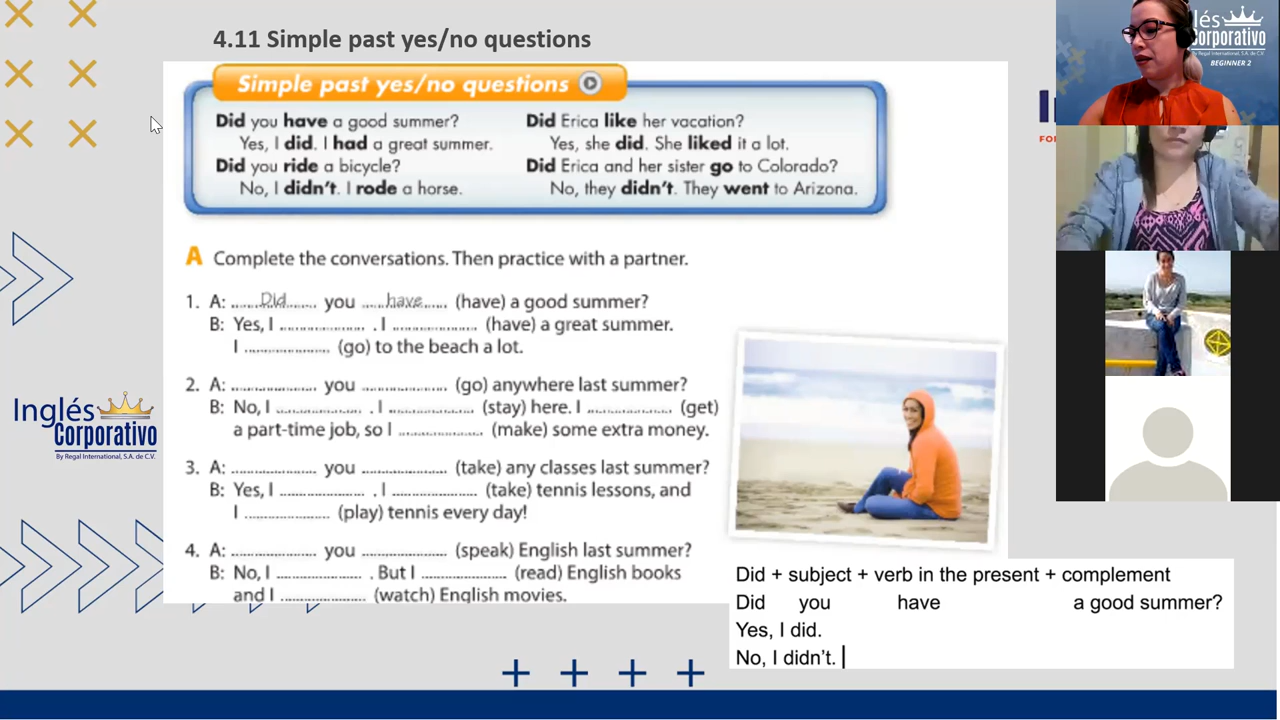 4.11 Simple past yes/no questions
Simple past yes/no questions
Did you have a good summer?
Yes, I did. I had a great summer.
Did you ride a bicycle?
No, I didn't. I rode a horse.
Did Erica like her vacation?
Yes, she did. She liked it a lot.
Did Erica and her sister go to Colorado?
No, they didn't. They went to Arizona.
A Complete the conversations. Then practice with a partner.
1. A: ....Did.... you ....have.... (have) a good summer?
B: Yes, I .................... . I .................... (have) a great summer.
I .................... (go) to the beach a lot.
2. A: .................... you .................... (go) anywhere last summer?
B: No, I .................... . I .................... (stay) here. I .................... (get)
a part-time job, so I .................... (make) some extra money.
3. A: .................... you .................... (take) any classes last summer?
B: Yes, I .................... . I .................... (take) tennis lessons, and
I .................... (play) tennis every day!
4. A: .................... you .................... (speak) English last summer?
B: No, I .................... . But I .................... (read) English books
and I .................... (watch) English movies.
Did + subject + verb in the present + complement
Did you have a good summer?
Yes, I did.
No, I didn't.
Inglés
Corporativo
By Regal International, S.A. de C.V.
lés
Corporativo
By Regal International, S.A. de C.V.
BEGINNER 2